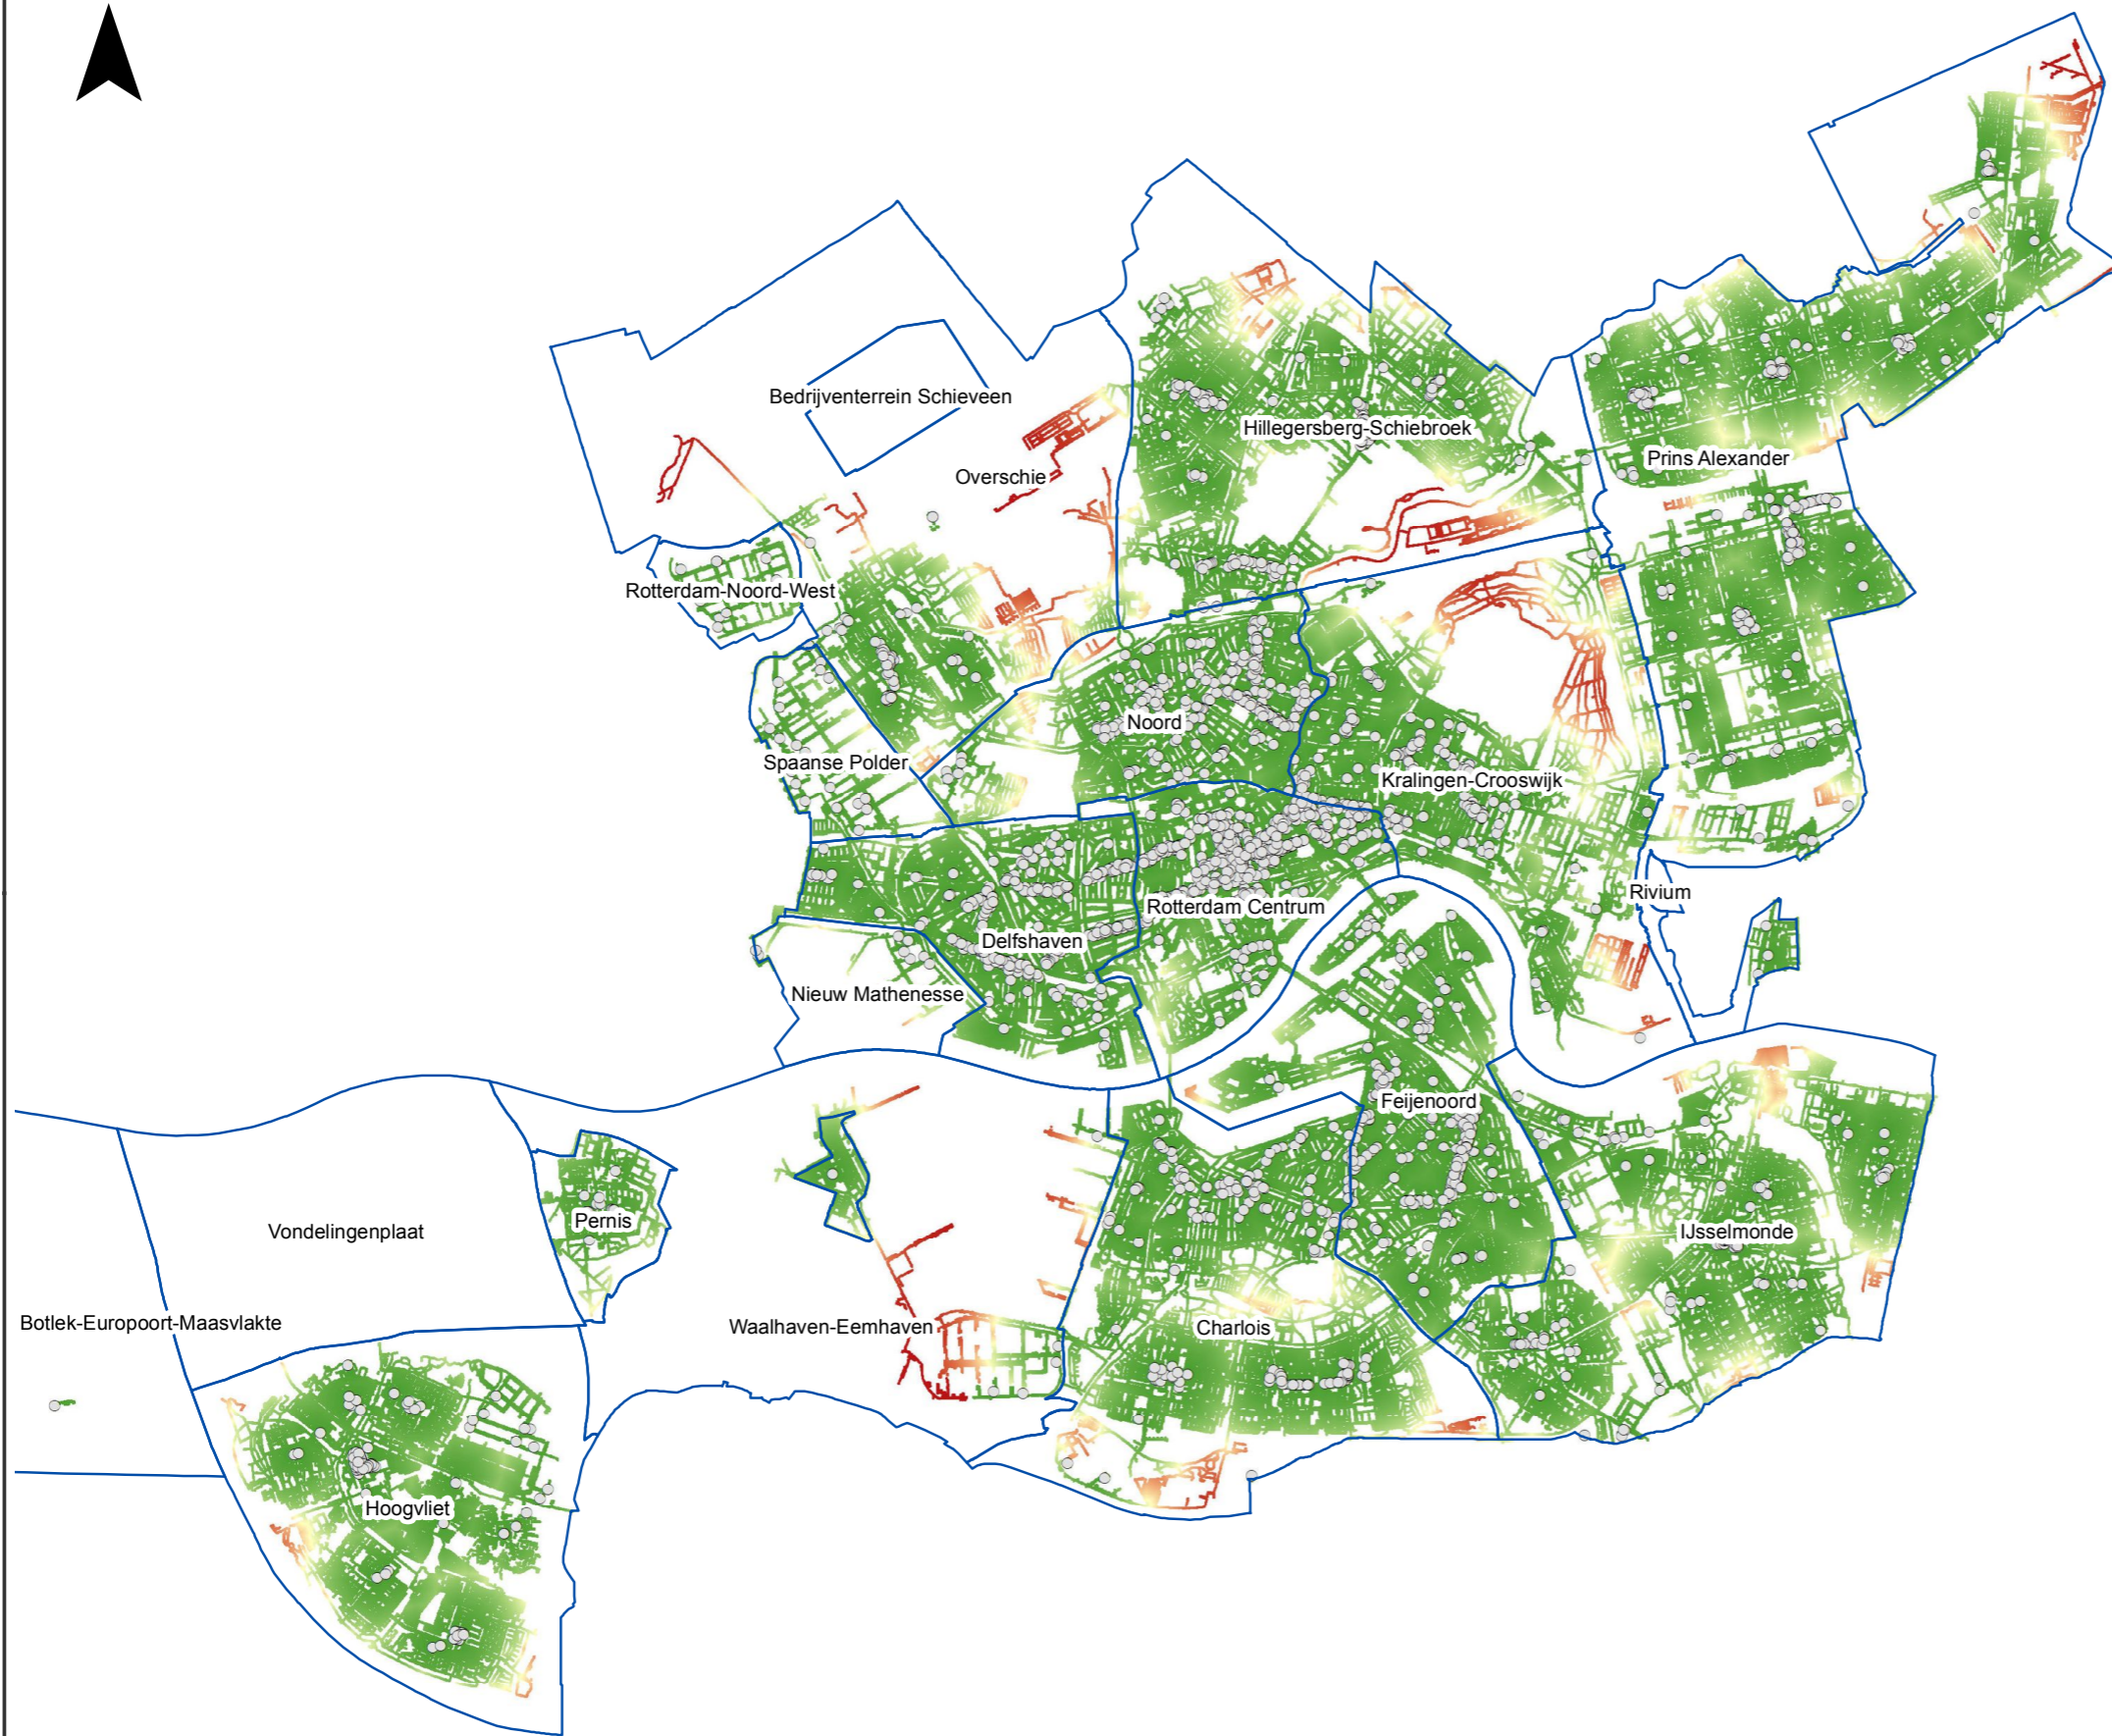 Bedrijventerrein Schieveen
Hillegersberg-Schiebroek
Prins Alexander
Overschie
Rotterdam-Noord-West
Noord
Spaanse Polder
Kralingen-Crooswijk
Rivium
Rotterdam Centrum
Delfshaven
Nieuw Mathenesse
Feijenoord
Pernis
Vondelingenplaat
IJsselmonde
Botlek-Europoort-Maasvlakte
Waalhaven-Eemhaven
Charlois
Hoogvliet